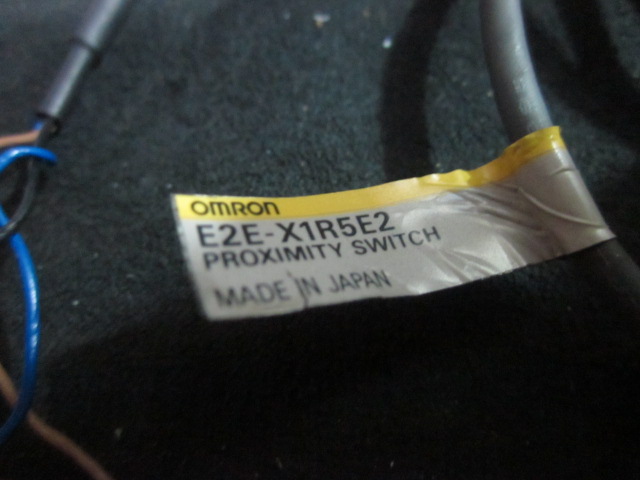 OMRON
E2E-X1R5E2
PROXIMITY SWITCH
MADE IN JAPAN